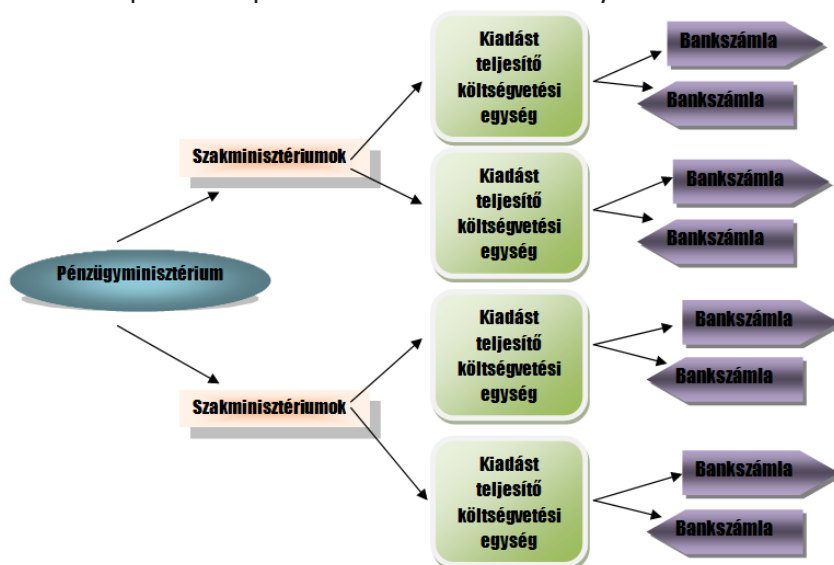 Kiadást
teljesítő
költségvetési
egység
Bankszámla
Bankszámla
Szakminisztériumok
Kiadást
teljesítő
költségvetési
egység
Bankszámla
Bankszámla
Pénzügyminisztérium
Kiadást
teljesítő
költségvetési
egység
Bankszámla
Bankszámla
Szakminisztériumok
Kiadást
teljesítő
költségvetési
egység
Bankszámla
Bankszámla